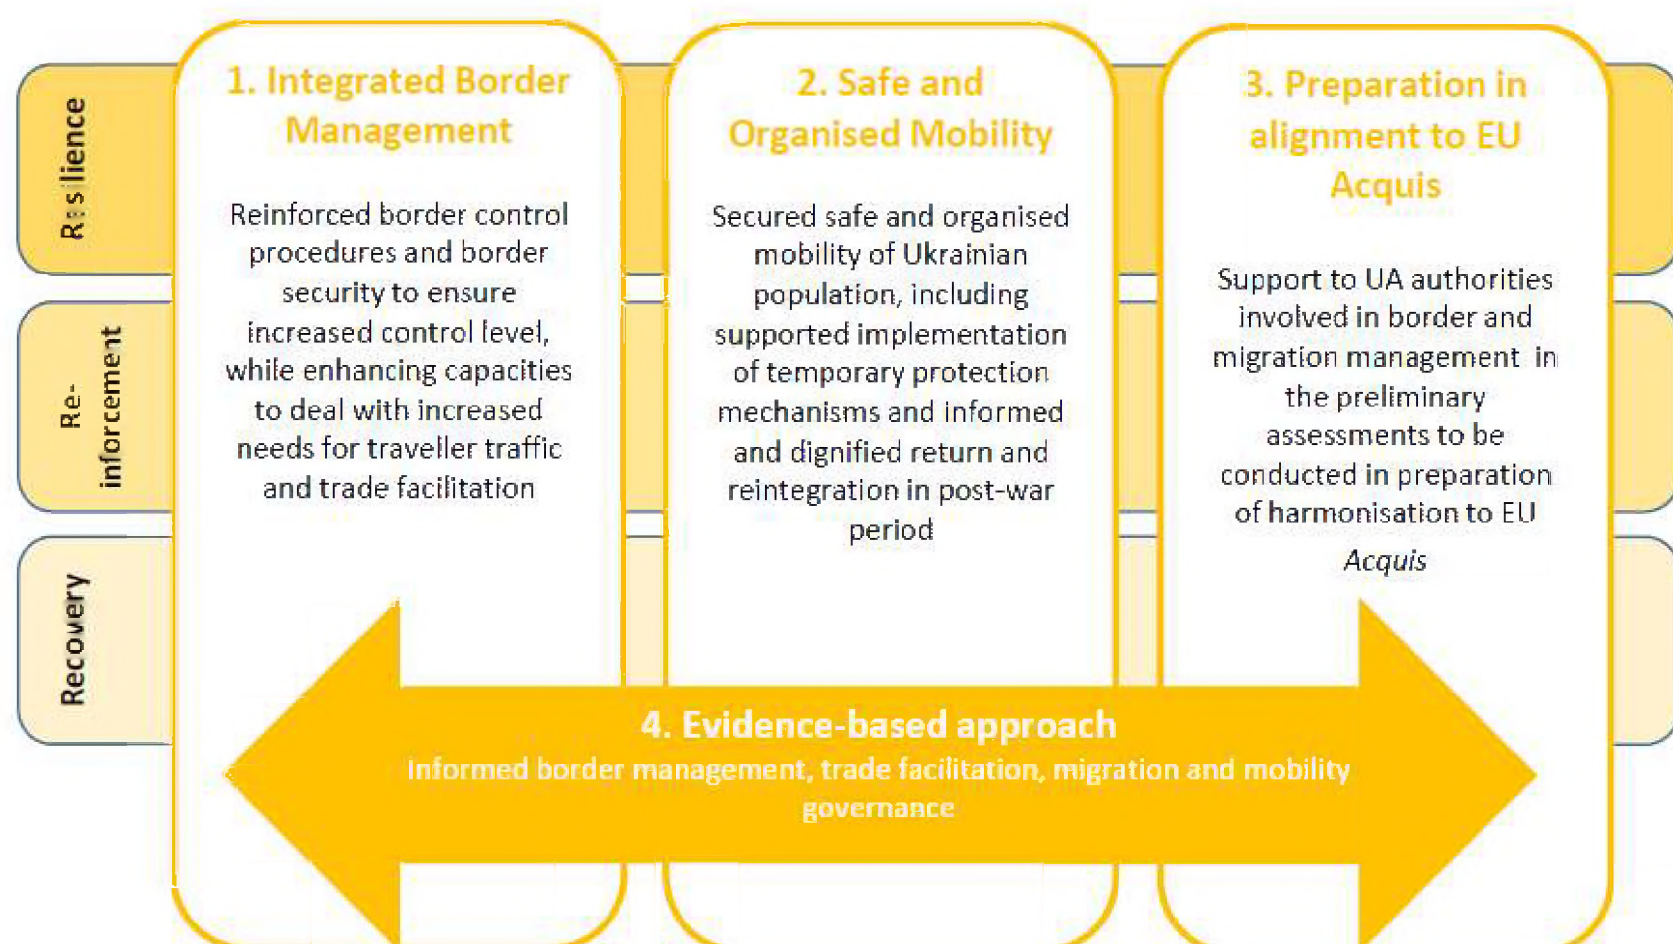 Resilience
Re-
inforcement
Recovery
1. Integrated Border
Management
Reinforced border control
procedures and border
security to ensure
increased control level,
while enhancing capacities
to deal with increased
needs for traveller traffic
and trade facilitation
2. Safe and
Organised Mobility
Secured safe and organised
mobility of Ukrainian
population, including
supported implementation
of temporary protection
mechanisms and informed
and dignified return and
reintegration in post-war
period
3. Preparation in
alignment to EU
Acquis
Support to UA authorities
involved in border and
migration management in
the preliminary
assessments to be
conducted in preparation
of harmonisation to EU
Acquis
4. Evidence-based approach
Informed border management, trade facilitation, migration and mobility
governance